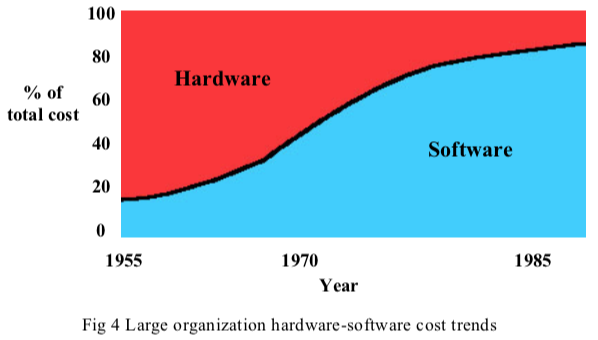 100
80
Hardware
% of
total cost
60
40
Software
20
0
1955 1970 1985
Year
Fig 4 Large organization hardware-software cost trends